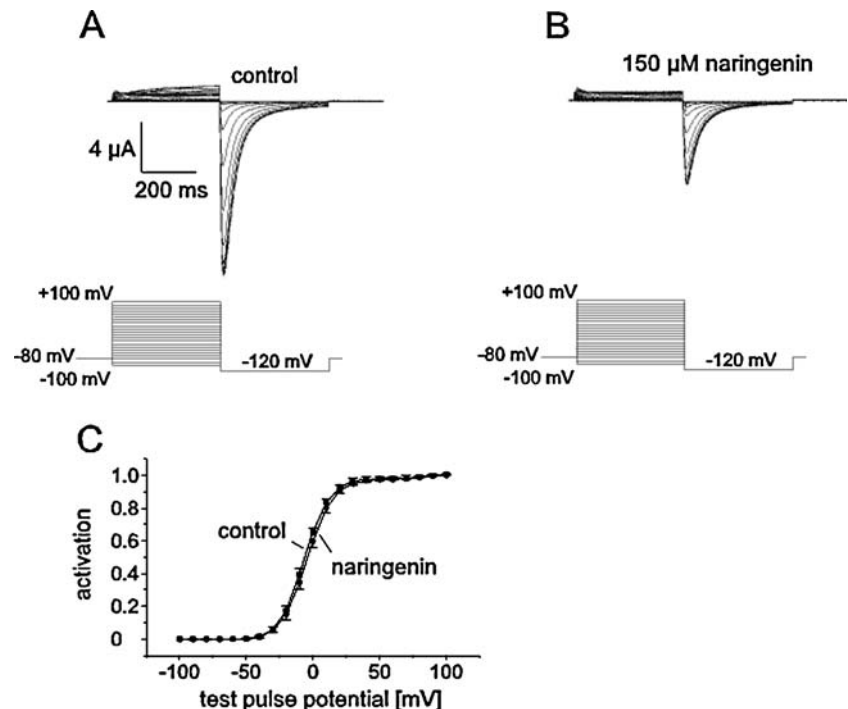 A
control
4 µA
200 ms
+100 mV
-80 mV
-100 mV
-120 mV
B
150 µM naringenin
+100 mV
-80 mV
-100 mV
-120 mV
C
1.0
0.8
0.6
0.4
0.2
0
activation
control
naringenin
-100 -50 0 50 100
test pulse potential [mV]